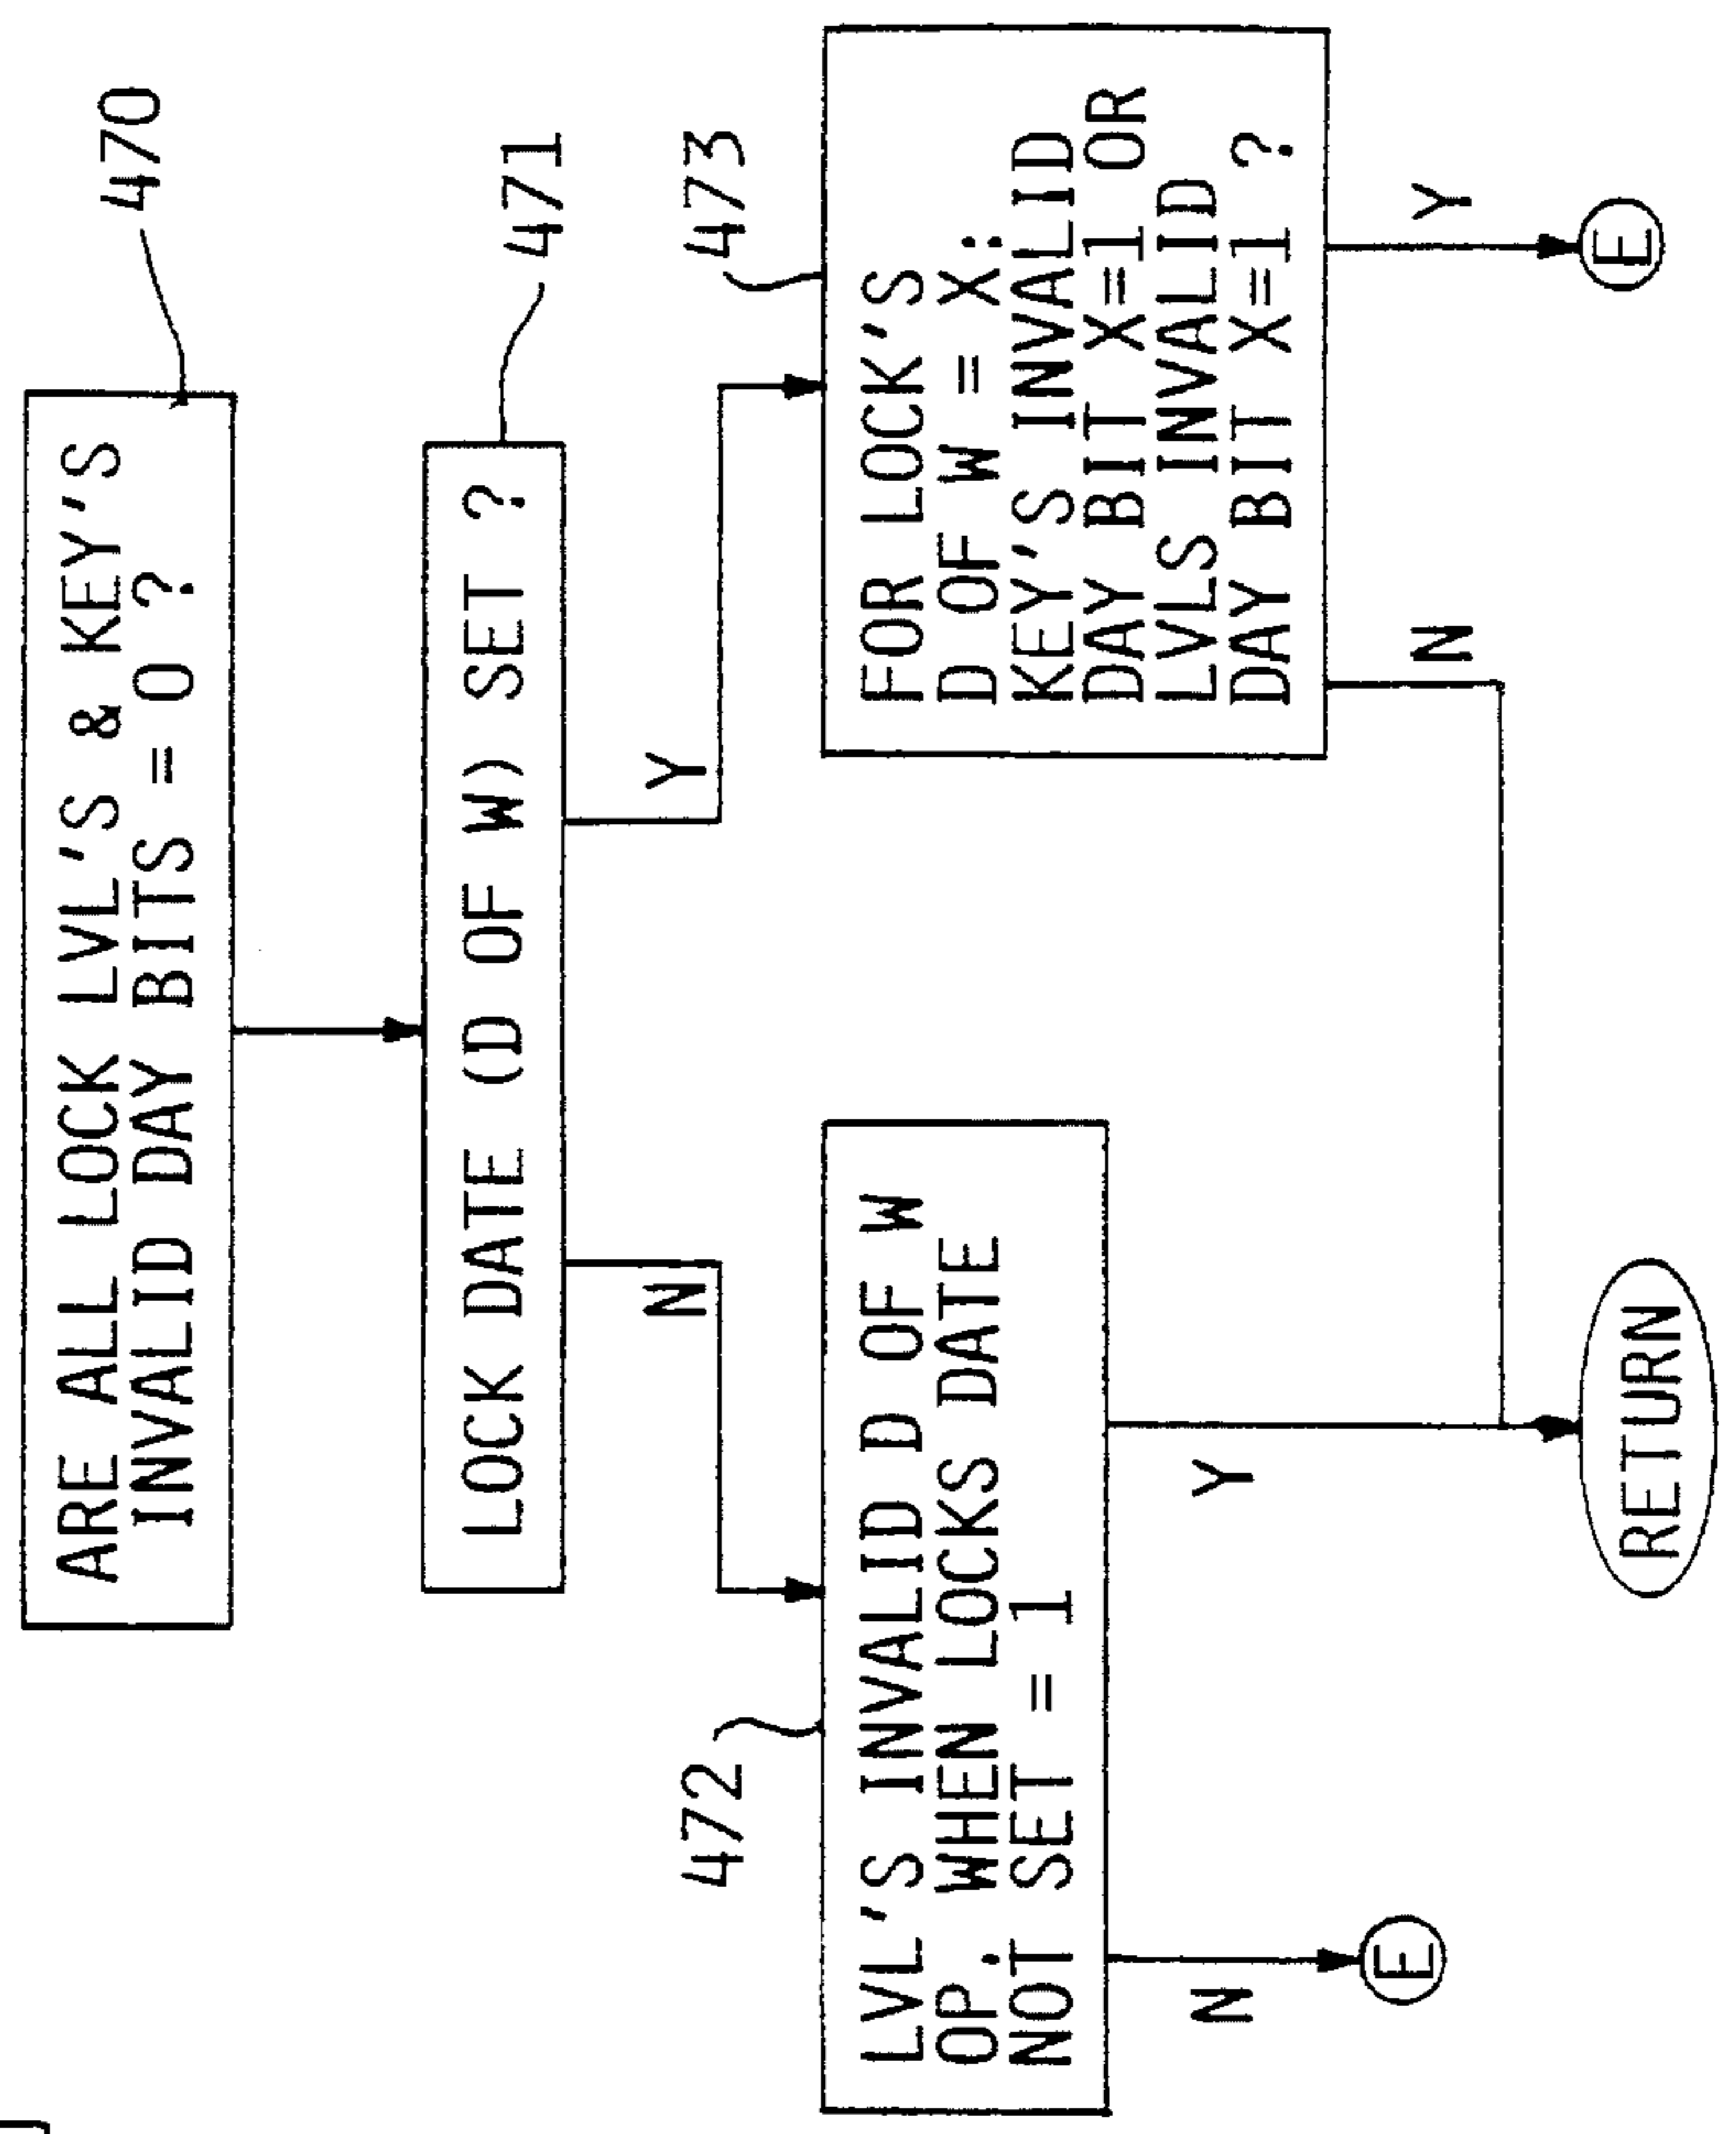 470
ARE ALL LOCK LVL'S & KEY'S
INVALID DAY BITS = 0 ?
471
LOCK DATE (D OF W) SET ?
N
Y
472
LVL'S INVALID D OF W
OP. WHEN LOCKS DATE
NOT SET = 1
473
FOR LOCK'S
D OF W = X:
KEY'S INVALID
DAY BIT X=1 OR
LVLS INVALID
DAY BIT X=1 ?
N
Y
N
Y
E
RETURN
E